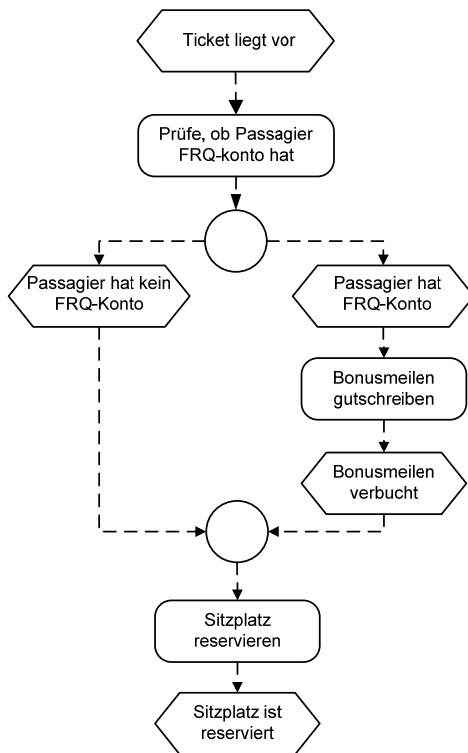 Ticket liegt vor
Prüfe, ob Passagier
FRQ-konto hat
Passagier hat kein
FRQ-Konto
Passagier hat
FRQ-Konto
Bonusmeilen
gutschreiben
Bonusmeilen
verbucht
Sitzplatz
reservieren
Sitzplatz ist
reserviert